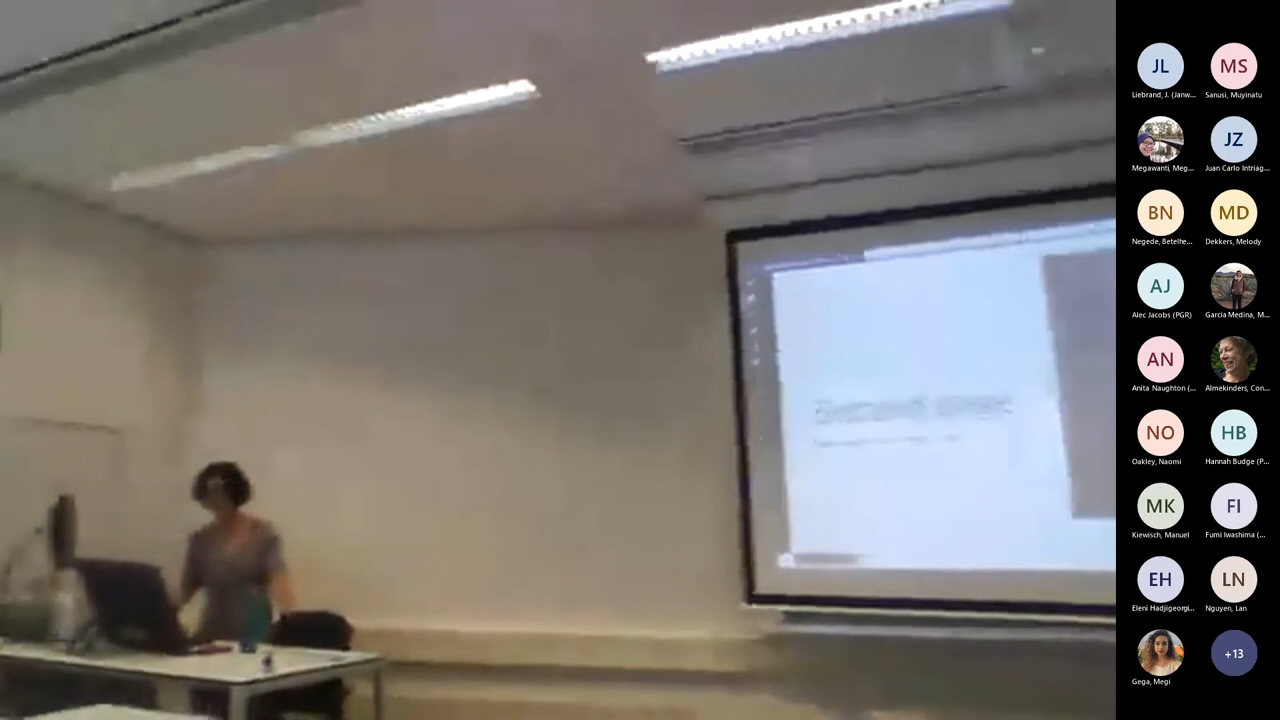 JL
MS
Liebrand, J. (Janw...
Sanusi, Muyinatu
JZ
Megawanti, Meg...
Juan Carlo Intriag...
BN
MD
Negede, Betelhe...
Dekkers, Melody
AJ
Alec Jacobs (PGR)
Garcia Medina, M...
AN
Anita Naughton (...
Almekinders, Con...
NO
HB
Oakley, Naomi
Hannah Budge (P...
MK
FI
Kiewisch, Manuel
Fumi Iwashima (...
EH
LN
Eleni Hadjigeorgi...
Nguyen, Lan
+13
Gega, Megi